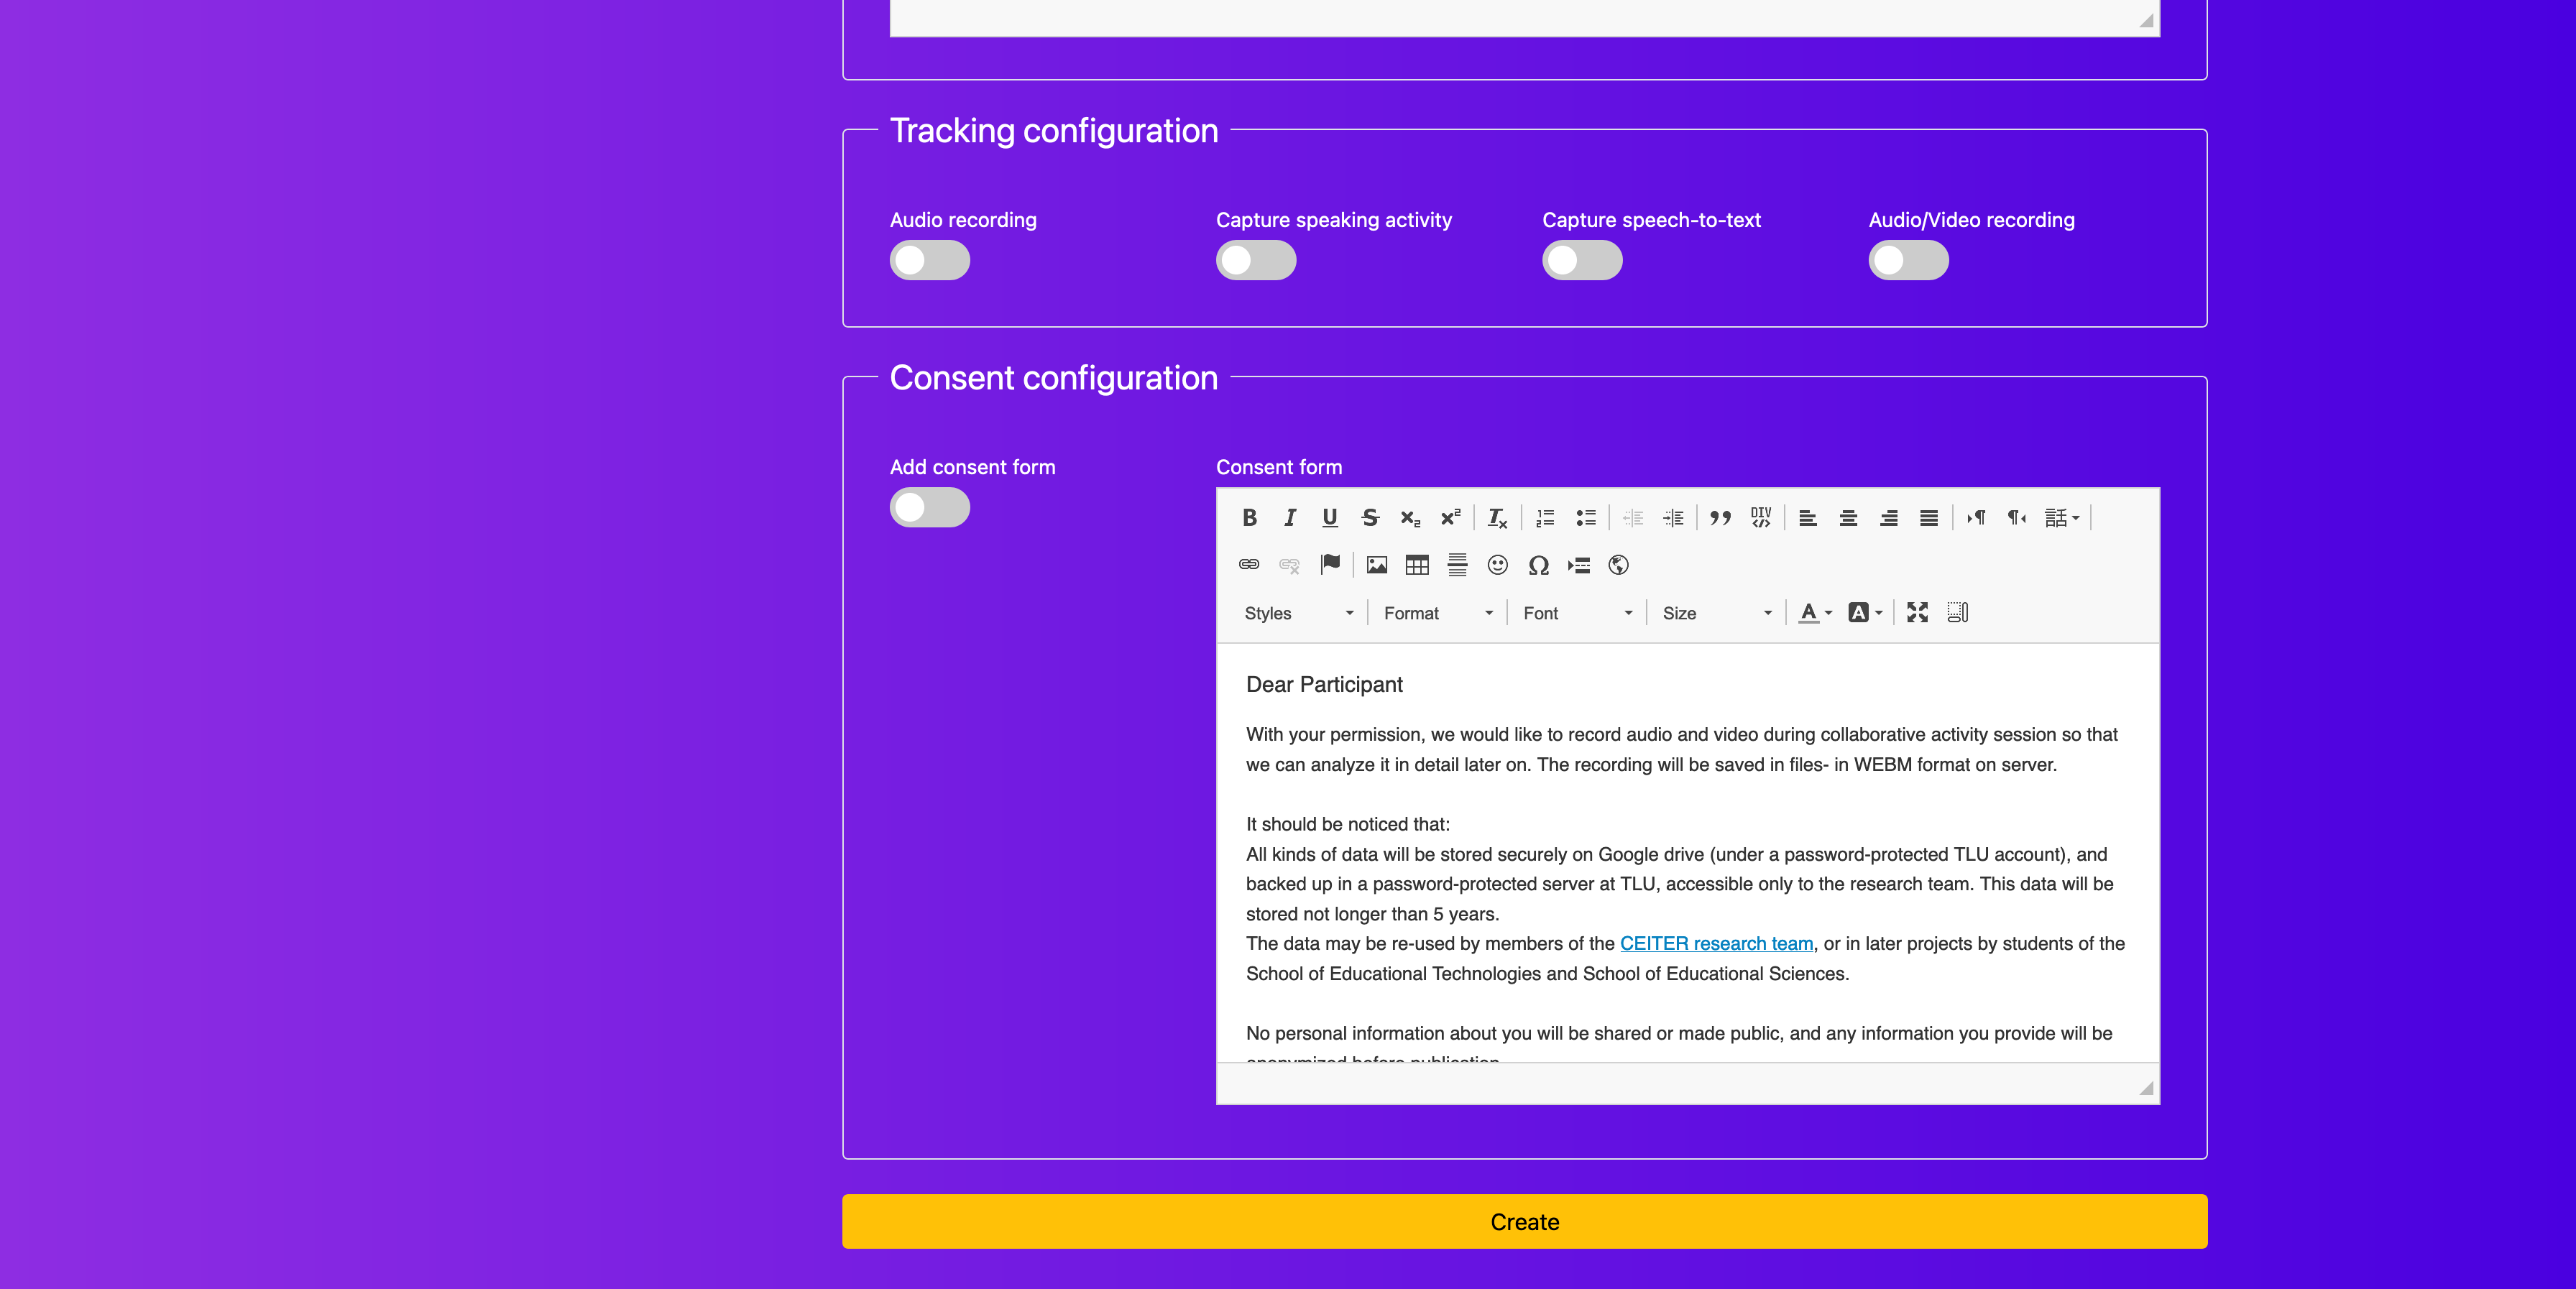 Tracking configuration
Audio recording
Capture speaking activity
Capture speech-to-text
Audio/Video recording
Consent configuration
Add consent form
Consent form
Styles
Format
Font
Size
Dear Participant
With your permission, we would like to record audio and video during collaborative activity session so that
we can analyze it in detail later on. The recording will be saved in files- in WEBM format on server.
It should be noticed that:
All kinds of data will be stored securely on Google drive (under a password-protected TLU account), and
backed up in a password-protected server at TLU, accessible only to the research team. This data will be
stored not longer than 5 years.
The data may be re-used by members of the CEITER research team, or in later projects by students of the
School of Educational Technologies and School of Educational Sciences.
No personal information about you will be shared or made public, and any information you provide will be
anonymized before publication
Create